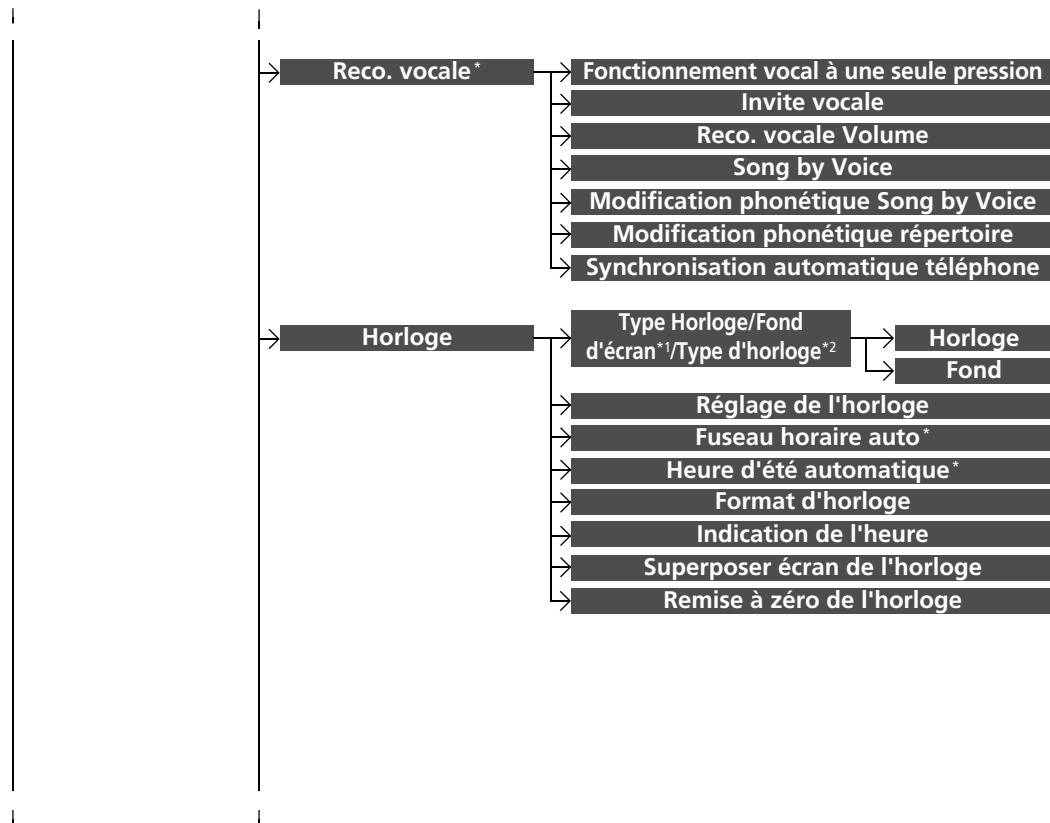 Reco. vocale*
Fonctionnement vocal à une seule pression
Invite vocale
Reco. vocale Volume
Song by Voice
Modification phonétique Song by Voice
Modification phonétique répertoire
Synchronisation automatique téléphone
Horloge
Type Horloge/Fond
d'écran*1/Type d'horloge*2
Horloge
Fond
Réglage de l'horloge
Fuseau horaire auto*
Heure d'été automatique*
Format d'horloge
Indication de l'heure
Superposer écran de l'horloge
Remise à zéro de l'horloge